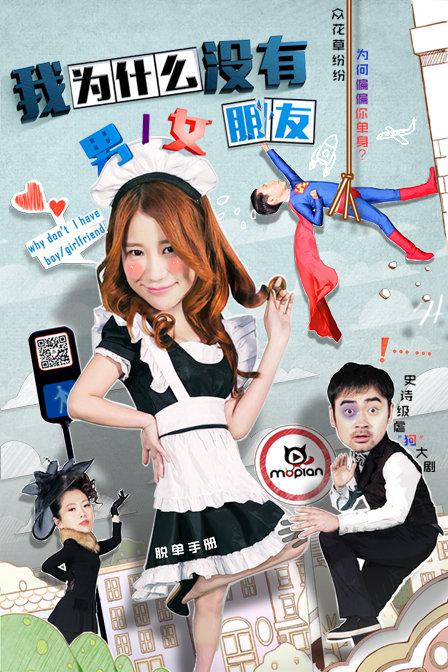 我为什么没有
男/女 朋友
众花草纷纷
为何偏偏你单身？
why don't I have
boy/girlfriend
!······
史诗级虐"狗"大剧
mopian
脱单手册